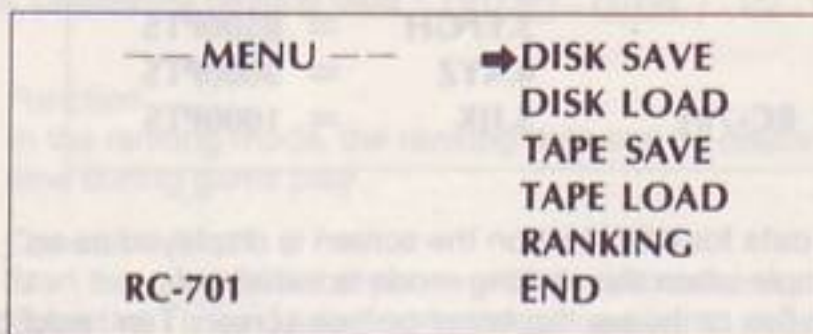 —— MENU —— ➡DISK SAVE
DISK LOAD
TAPE SAVE
TAPE LOAD
RANKING
RC-701 END